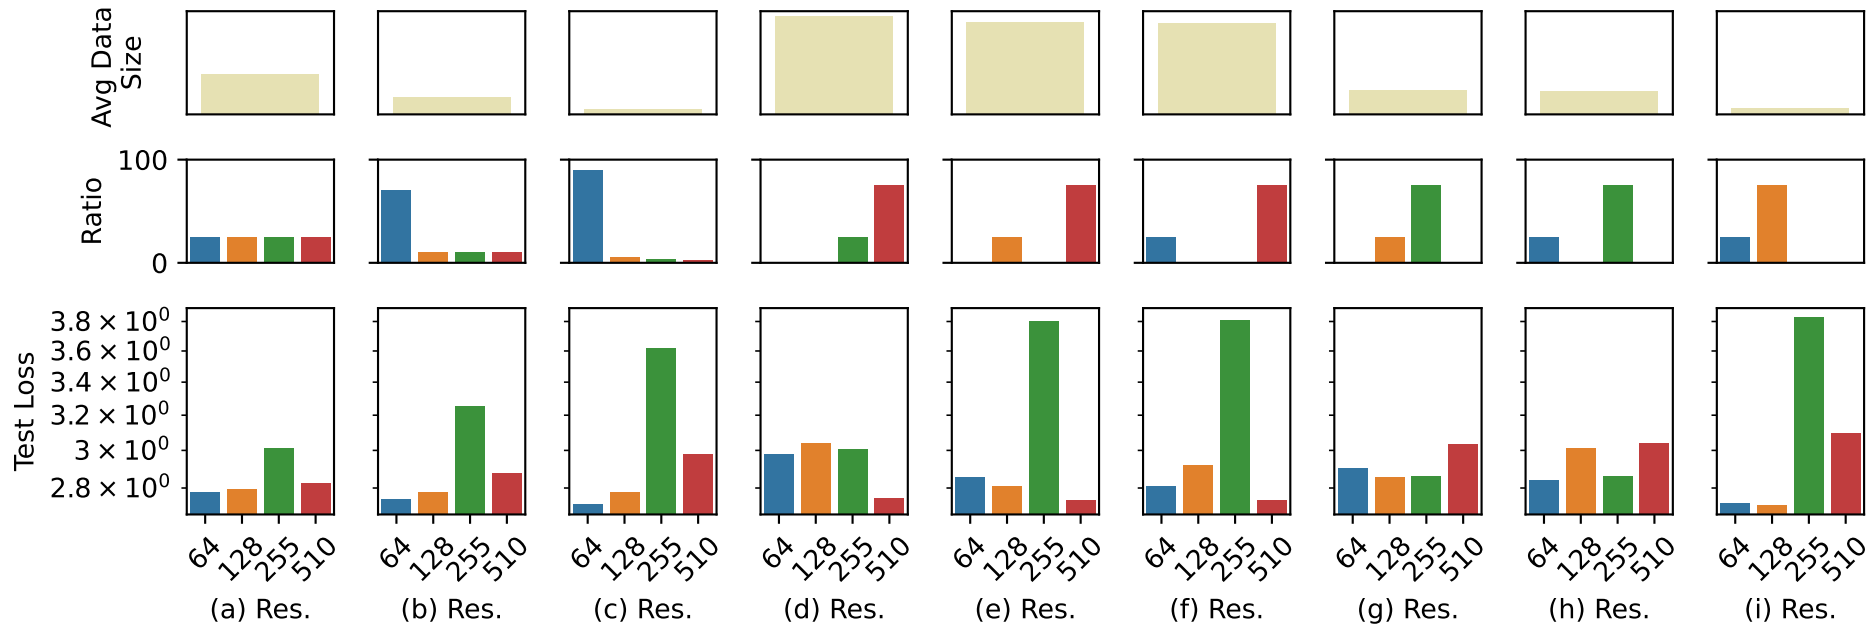 Avg Data
Size
Ratio
100
0
Test Loss
3.8 × 10⁰
3.6 × 10⁰
3.4 × 10⁰
3.2 × 10⁰
3 × 10⁰
2.8 × 10⁰
64 128 255 510
64 128 255 510
64 128 255 510
64 128 255 510
64 128 255 510
64 128 255 510
64 128 255 510
64 128 255 510
64 128 255 510
(a) Res.
(b) Res.
(c) Res.
(d) Res.
(e) Res.
(f) Res.
(g) Res.
(h) Res.
(i) Res.